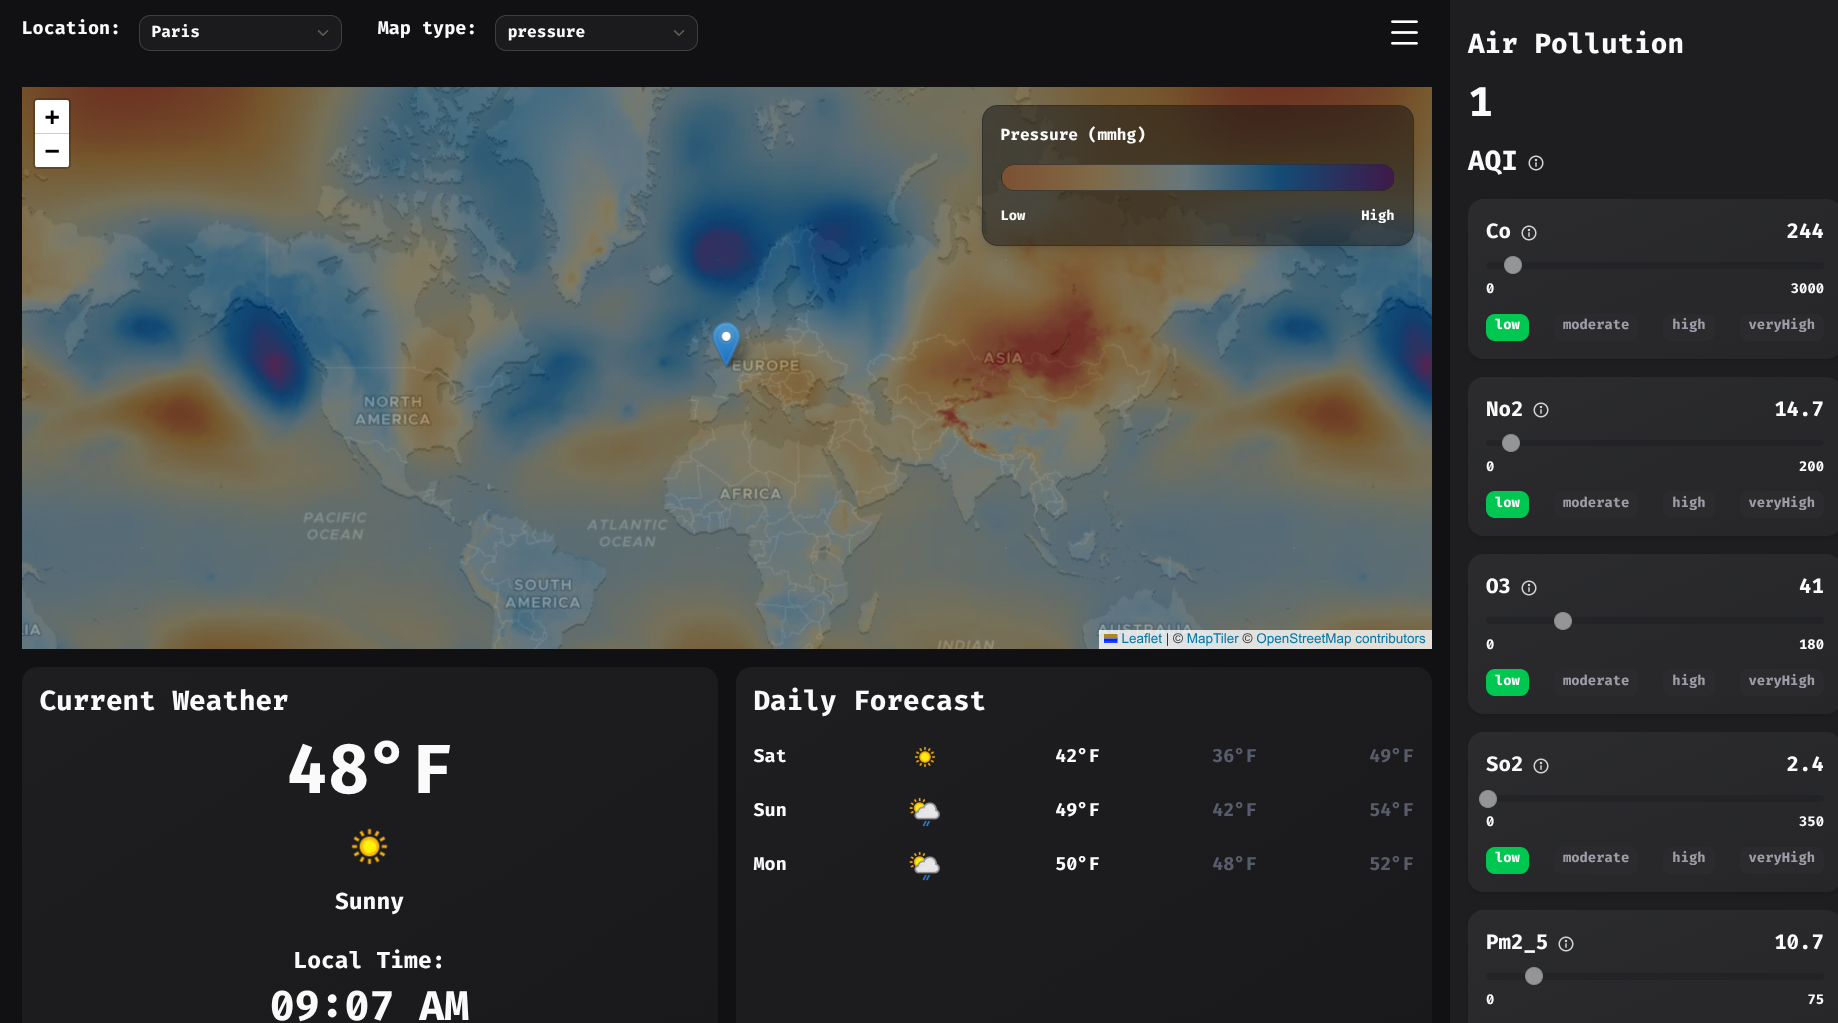 Location:
Paris
Map type:
pressure
+
−
Pressure (mmhg)
Low
High
EUROPE
ASIA
NORTH
AMERICA
AFRICA
PACIFIC
OCEAN
ATLANTIC
OCEAN
SOUTH
AMERICA
AUSTRALIA
INDIAN
IA
Leaflet | © MapTiler © OpenStreetMap contributors
Current Weather
48°F
Sunny
Local Time:
09:07 AM
Daily Forecast
Sat 42°F 36°F 49°F
Sun 49°F 42°F 54°F
Mon 50°F 48°F 52°F
Air Pollution
1
AQI
Co 244
0 3000
low moderate high veryHigh
No2 14.7
0 200
low moderate high veryHigh
O3 41
0 180
low moderate high veryHigh
So2 2.4
0 350
low moderate high veryHigh
Pm2_5 10.7
0 75